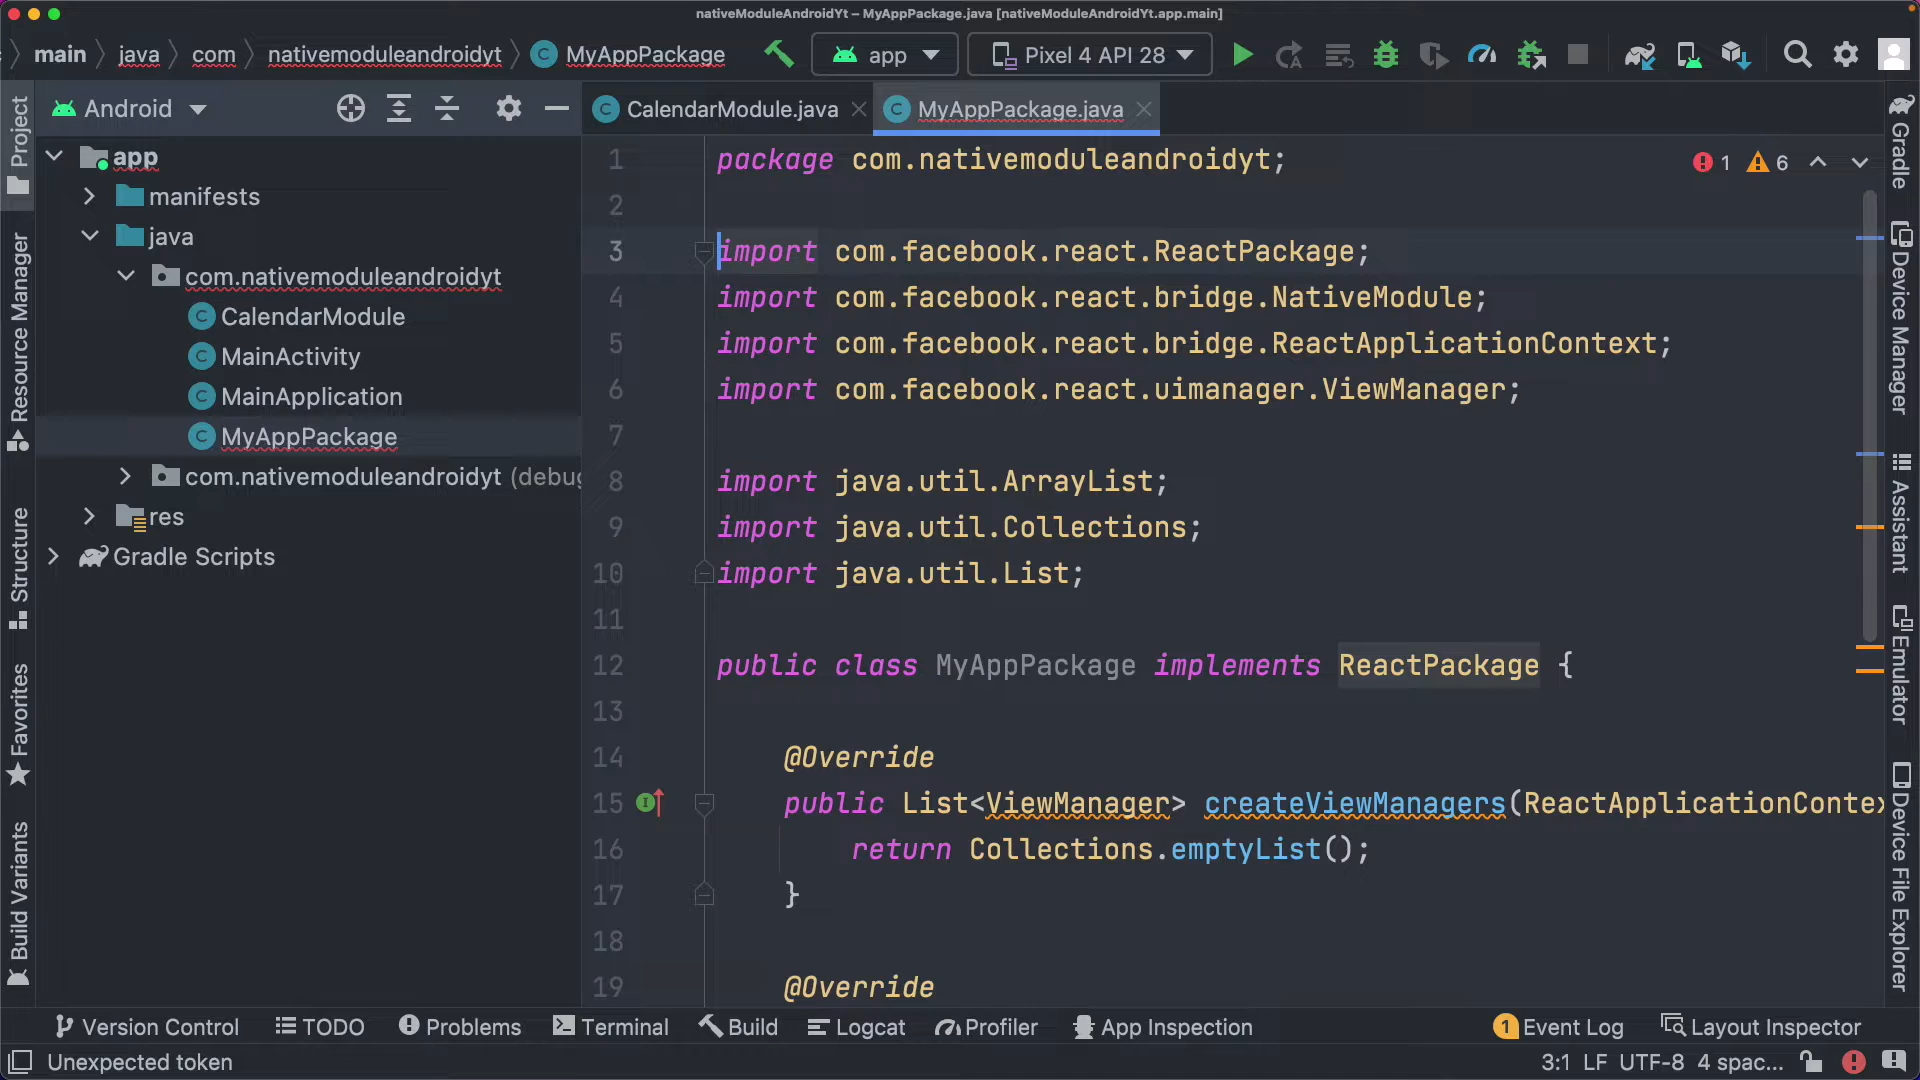 nativeModuleAndroidYt – MyAppPackage.java [nativeModuleAndroidYt.app.main]
main java com nativemoduleandroidyt MyAppPackage app Pixel 4 API 28
Project
Resource Manager
Structure
Favorites
Build Variants
Android
app
manifests
java
com.nativemoduleandroidyt
CalendarModule
MainActivity
MainApplication
MyAppPackage
com.nativemoduleandroidyt (debug
res
Gradle Scripts
CalendarModule.java MyAppPackage.java
1 6
1 package com.nativemoduleandroidyt;
2
3 import com.facebook.react.ReactPackage;
4 import com.facebook.react.bridge.NativeModule;
5 import com.facebook.react.bridge.ReactApplicationContext;
6 import com.facebook.react.uimanager.ViewManager;
7
8 import java.util.ArrayList;
9 import java.util.Collections;
10 import java.util.List;
11
12 public class MyAppPackage implements ReactPackage {
13
14 @Override
15 public List<ViewManager> createViewManagers(ReactApplicationContex
16 return Collections.emptyList();
17 }
18
19 @Override
Gradle
Device Manager
Assistant
Emulator
Device File Explorer
Version Control TODO Problems Terminal Build Logcat Profiler App Inspection 1 Event Log Layout Inspector
Unexpected token 3:1 LF UTF-8 4 spac...